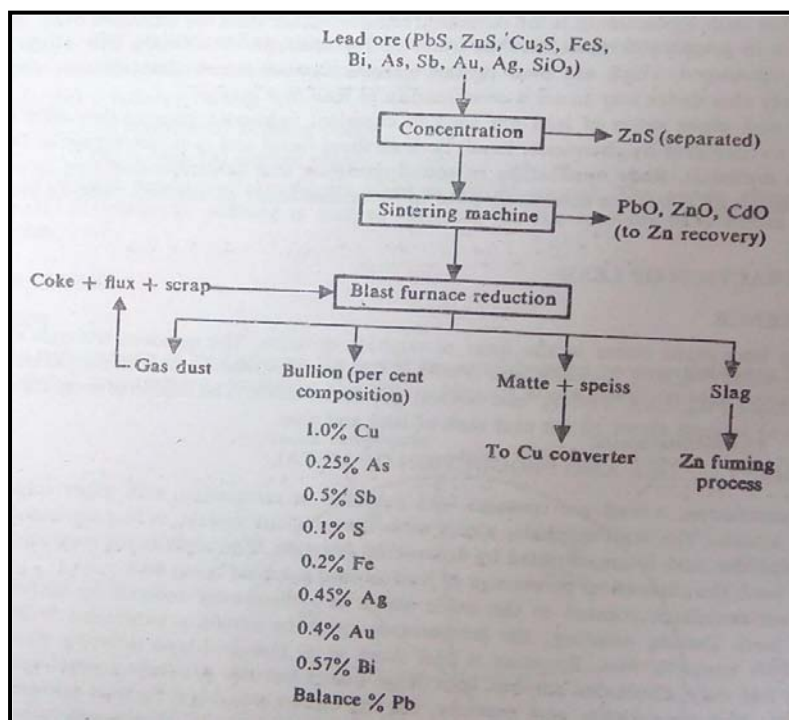 Lead ore (PbS, ZnS, Cu₂S, FeS,
Bi, As, Sb, Au, Ag, SiO₃)
Concentration
ZnS (separated)
Sintering machine
PbO, ZnO, CdO
(to Zn recovery)
Coke + flux + scrap
Blast furnace reduction
Gas dust
Bullion (per cent
composition)
Matte + speiss
Slag
1.0% Cu
To Cu converter
Zn fuming
process
0.25% As
0.5% Sb
0.1% S
0.2% Fe
0.45% Ag
0.4% Au
0.57% Bi
Balance % Pb